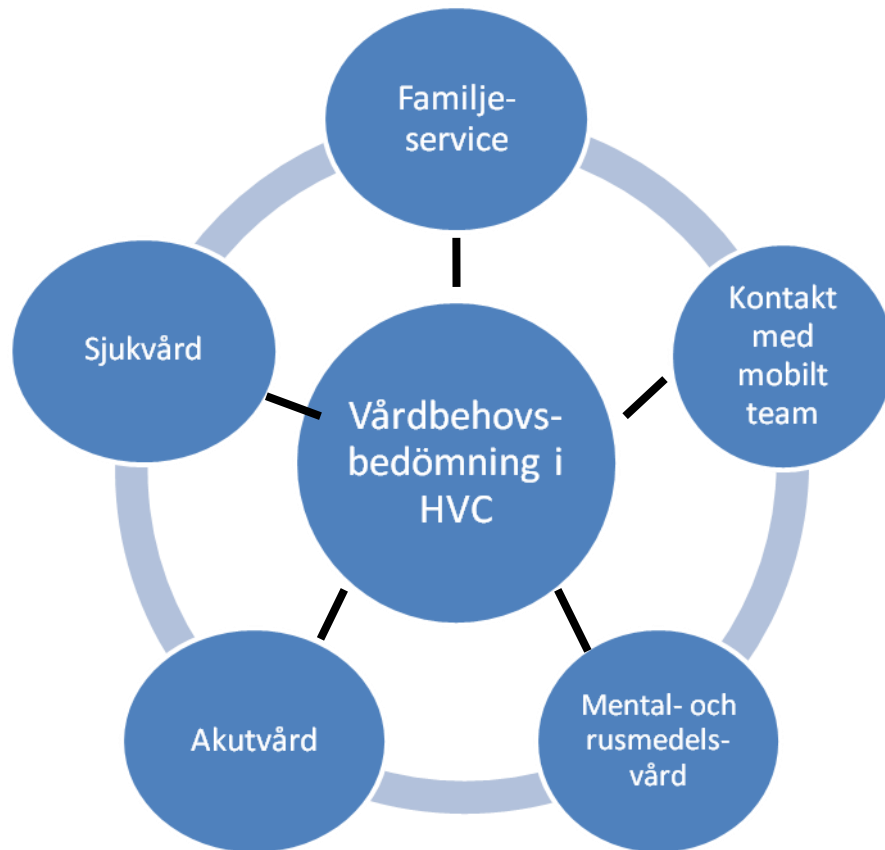 Familje-
service
Kontakt
med
mobilt
team
Mental- och
rusmedels-
vård
Akutvård
Sjukvård
Vårdbehovs-
bedömning i
HVC